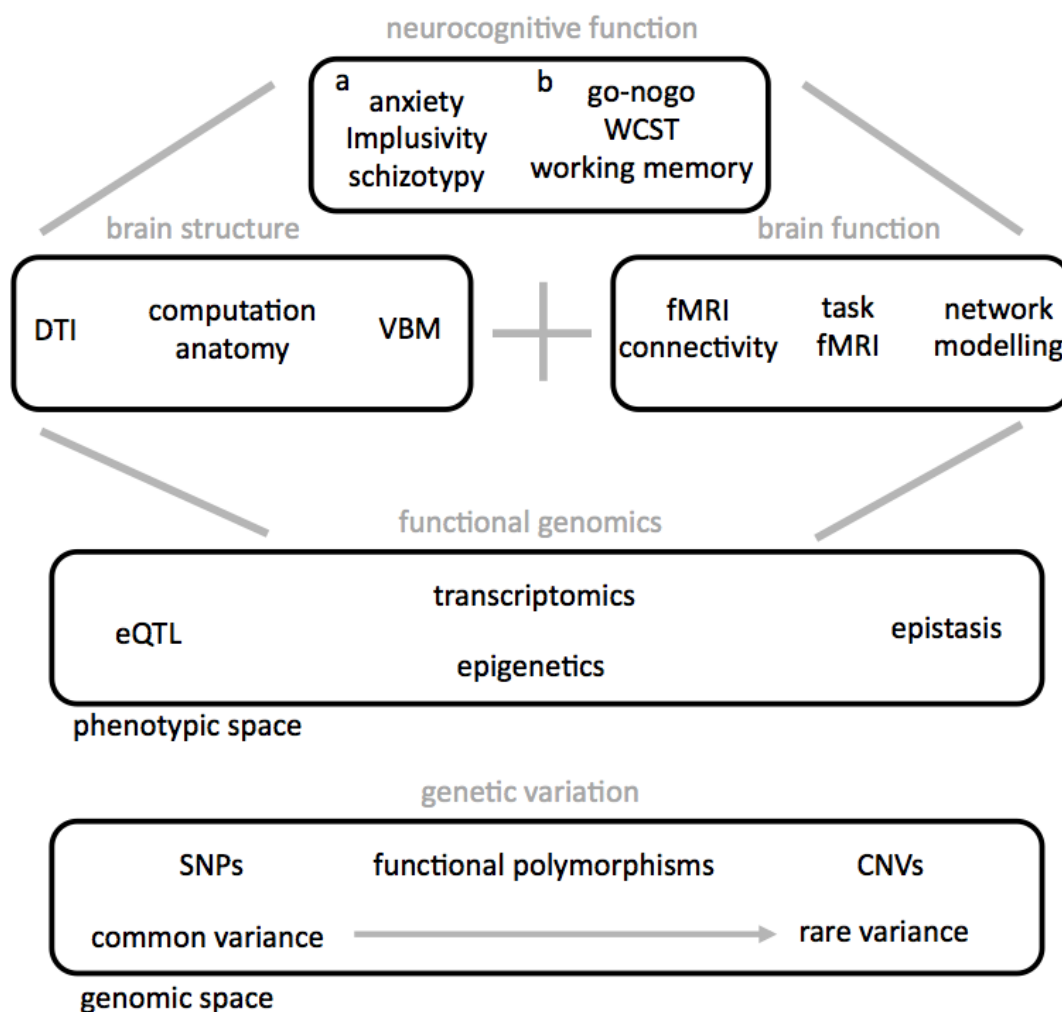 neurocognitive function
a
anxiety
Implusivity
schizotypy
b
go-nogo
WCST
working memory
brain structure
DTI
computation
anatomy
VBM
brain function
fMRI
connectivity
task
fMRI
network
modelling
functional genomics
eQTL
transcriptomics
epigenetics
epistasis
phenotypic space
genetic variation
SNPs
functional polymorphisms
CNVs
common variance
rare variance
genomic space